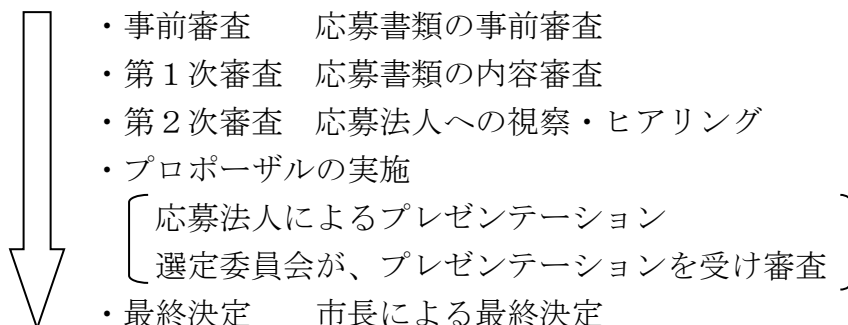 ・事前審査　　応募書類の事前審査
・第１次審査　応募書類の内容審査
・第２次審査　応募法人への視察・ヒアリング
・プロポーザルの実施
応募法人によるプレゼンテーション
選定委員会が、プレゼンテーションを受け審査
・最終決定　　市長による最終決定